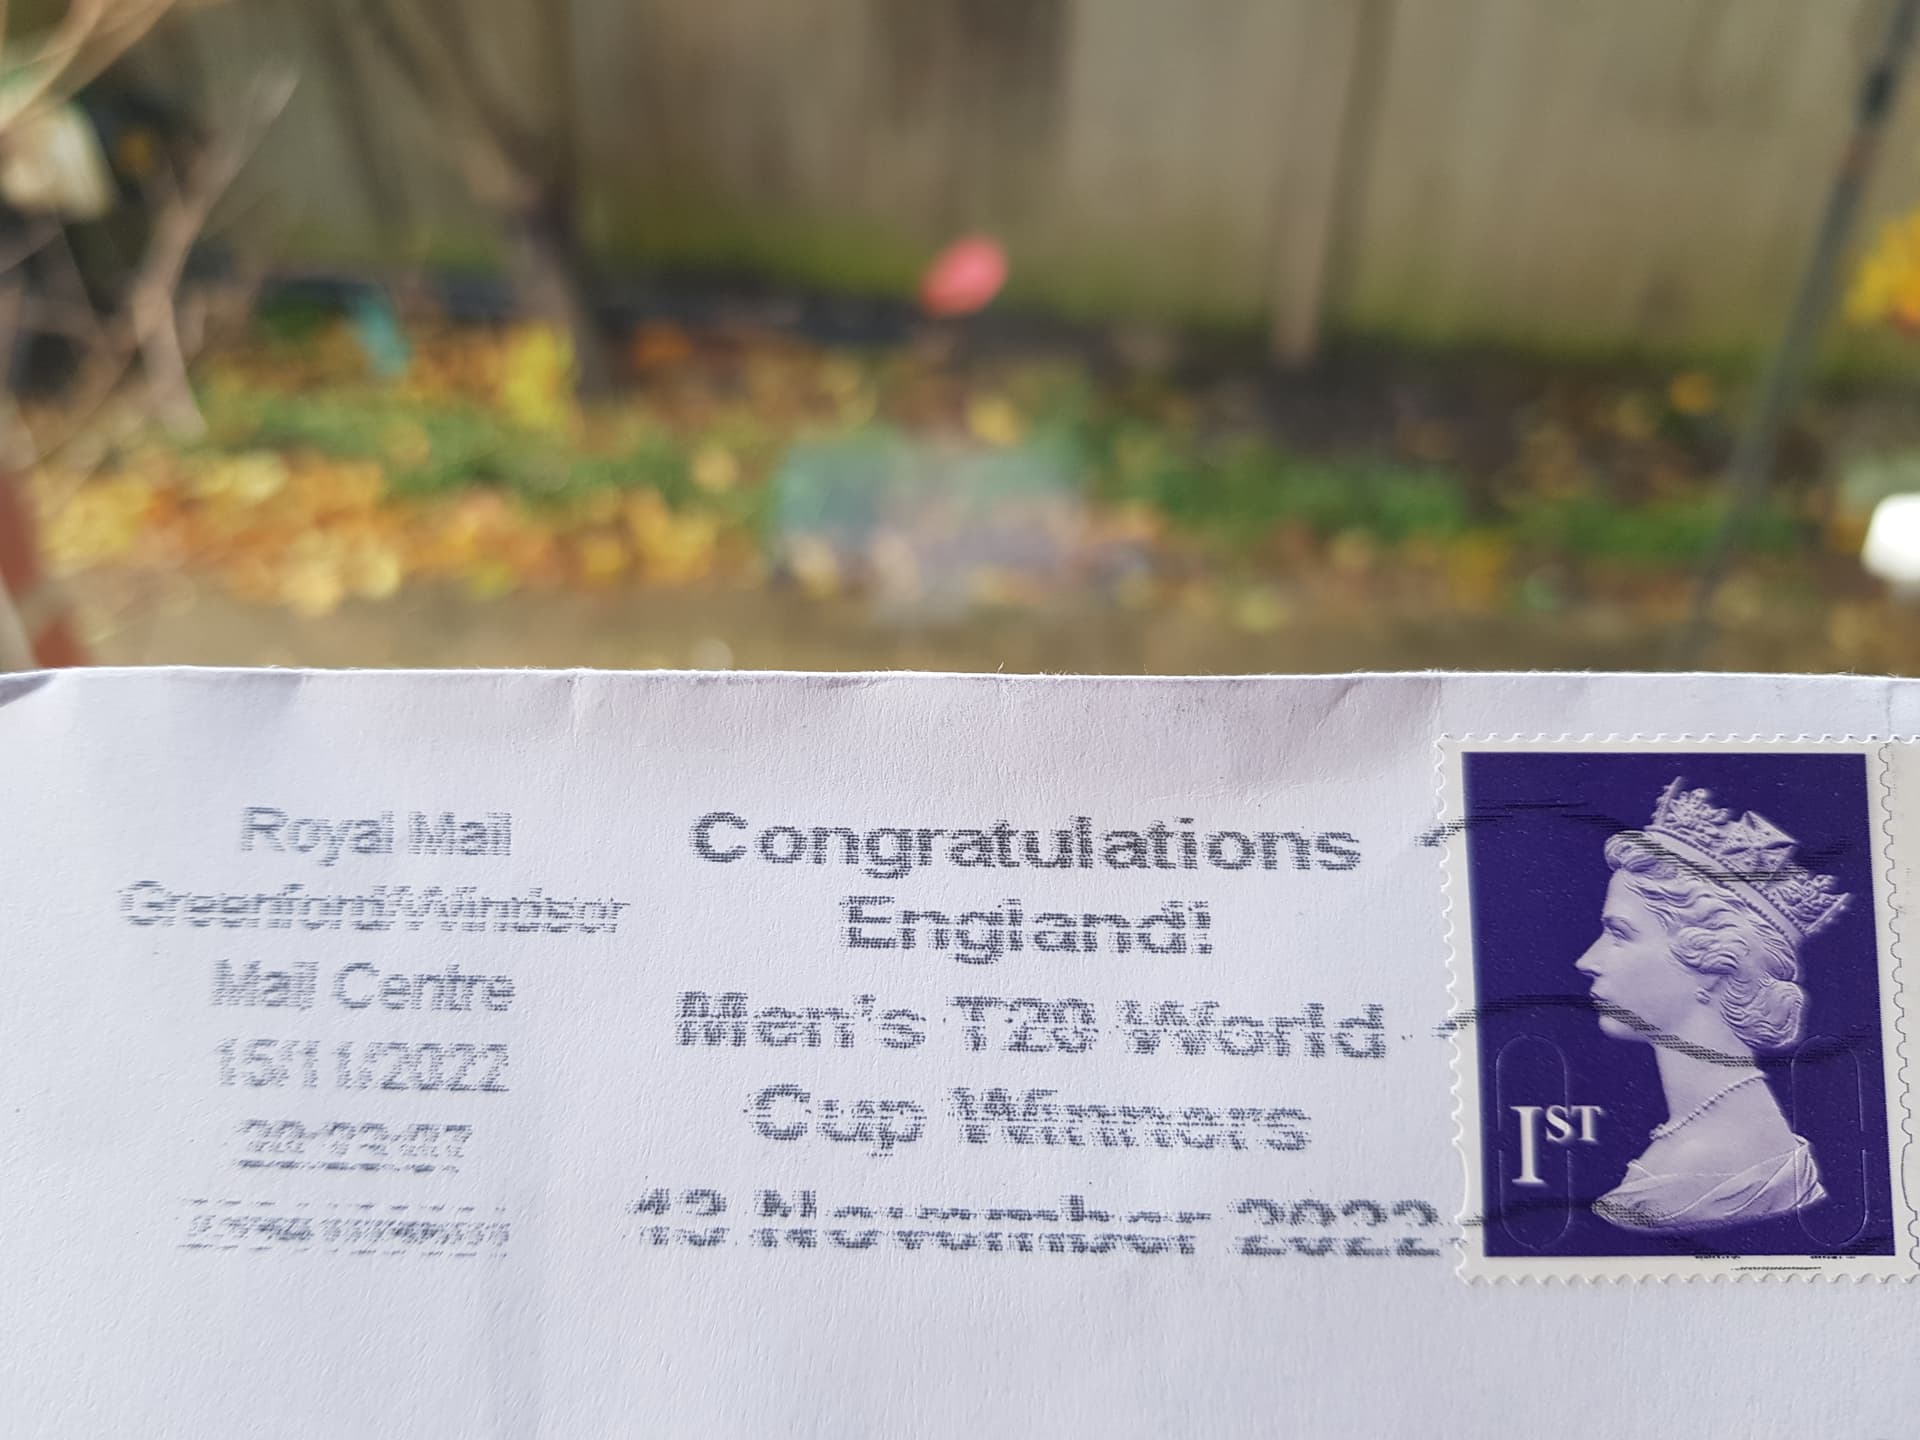 Royal Mail
Greenford/Windsor
Mail Centre
15/11/2022
Congratulations
England!
Men's T20 World
Cup Winners
13 November 2022
1ST